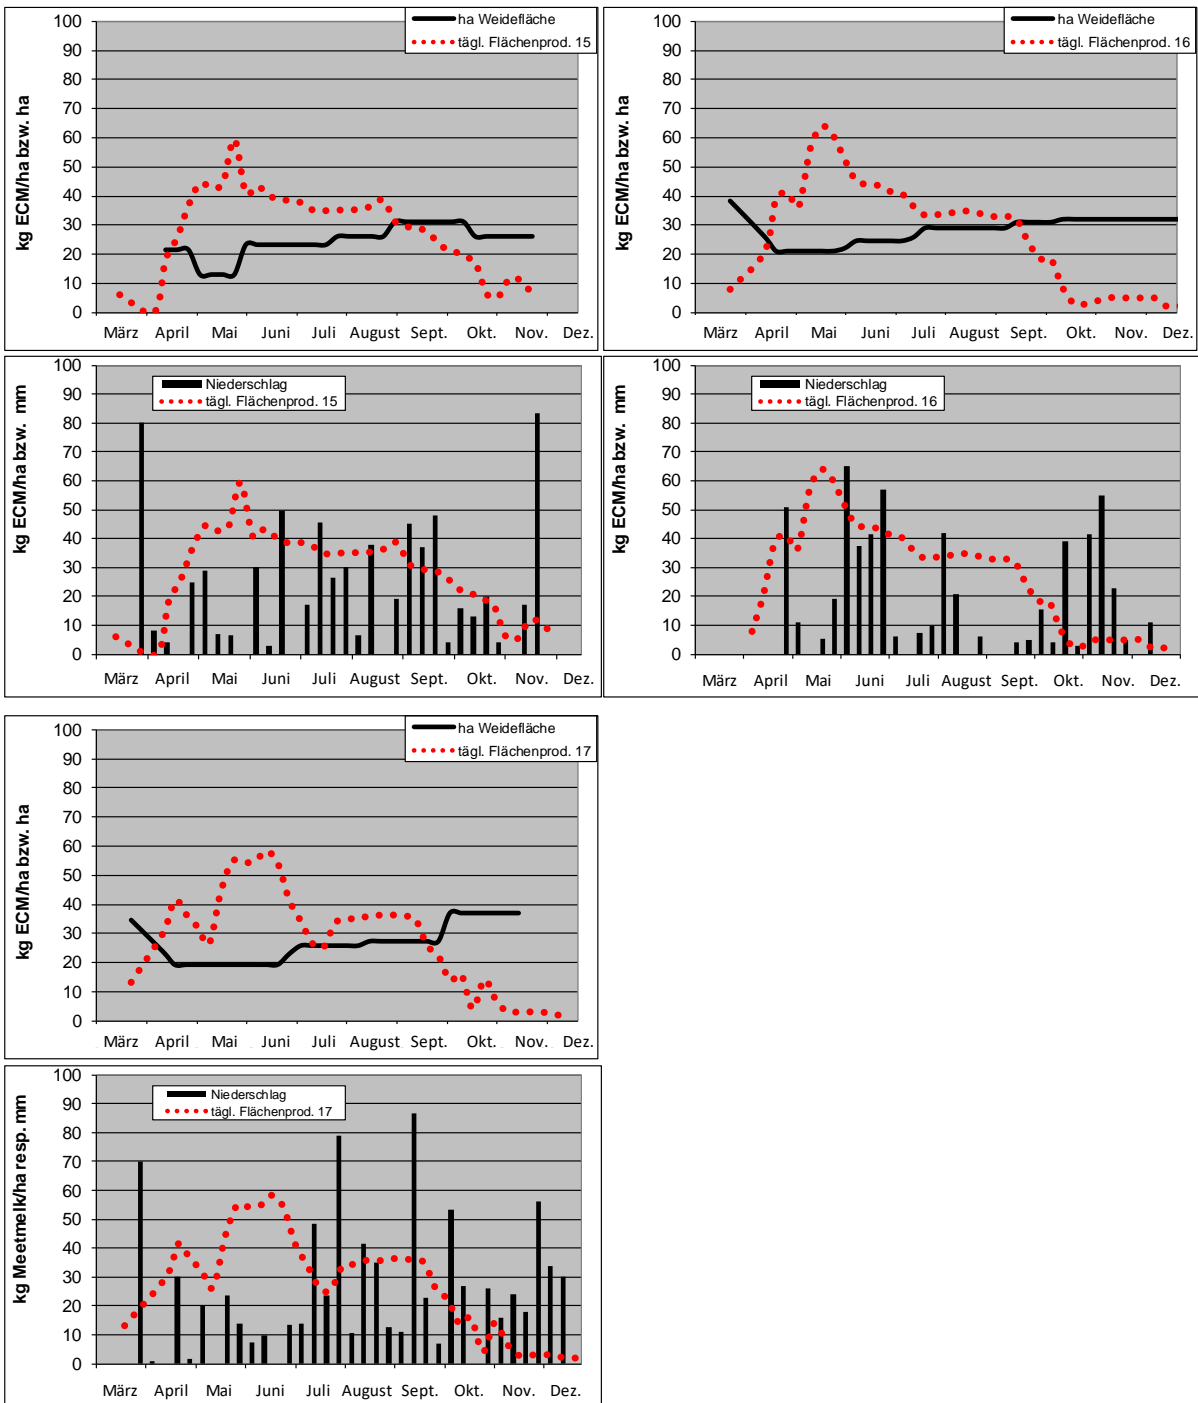 ha Weidefläche
tägl. Flächenprod. 15
kg ECM/ha bzw. ha
100
90
80
70
60
50
40
30
20
10
0
März April Mai Juni Juli August Sept. Okt. Nov. Dez.
ha Weidefläche
tägl. Flächenprod. 16
kg ECM/ha bzw. ha
100
90
80
70
60
50
40
30
20
10
0
März April Mai Juni Juli August Sept. Okt. Nov. Dez.
Niederschlag
tägl. Flächenprod. 15
kg ECM/ha bzw. mm
100
90
80
70
60
50
40
30
20
10
0
März April Mai Juni Juli August Sept. Okt. Nov. Dez.
Niederschlag
tägl. Flächenprod. 16
kg ECM/ha bzw. mm
100
90
80
70
60
50
40
30
20
10
0
März April Mai Juni Juli August Sept. Okt. Nov. Dez.
ha Weidefläche
tägl. Flächenprod. 17
kg ECM/ha bzw. ha
100
90
80
70
60
50
40
30
20
10
0
März April Mai Juni Juli August Sept. Okt. Nov. Dez.
Niederschlag
tägl. Flächenprod. 17
kg Meetmelk/ha resp. mm
100
90
80
70
60
50
40
30
20
10
0
März April Mai Juni Juli August Sept. Okt. Nov. Dez.